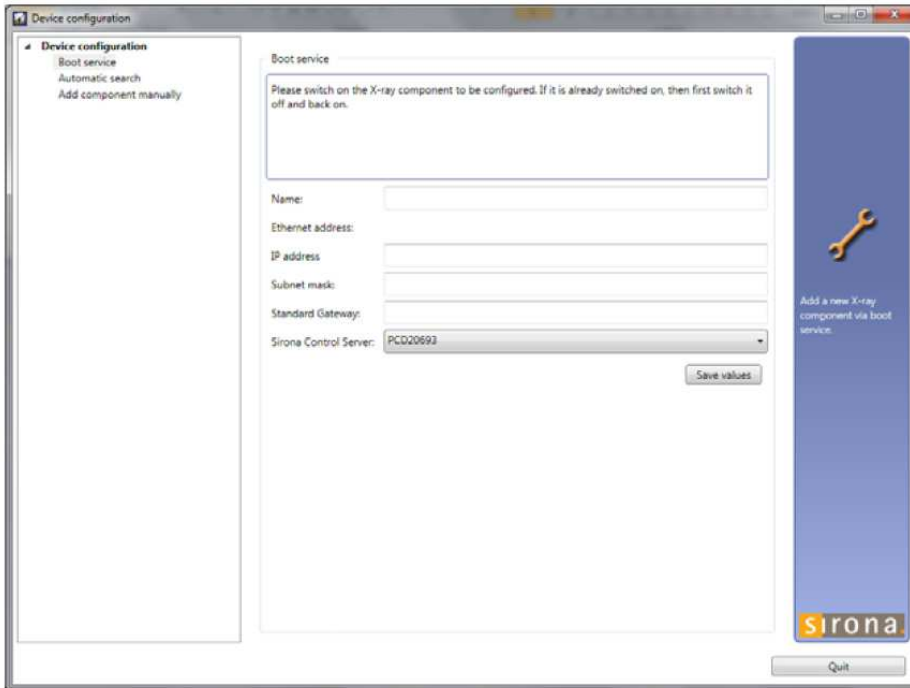 Device configuration
Device configuration
Boot service
Automatic search
Add component manually
Boot service
Please switch on the X-ray component to be configured. If it is already switched on, then first switch it
off and back on.
Name:
Ethernet address:
IP address
Subnet mask:
Standard Gateway:
Sirona Control Server:
PCD20693
Save values
Add a new X-ray
component via boot
service.
sirona.
Quit